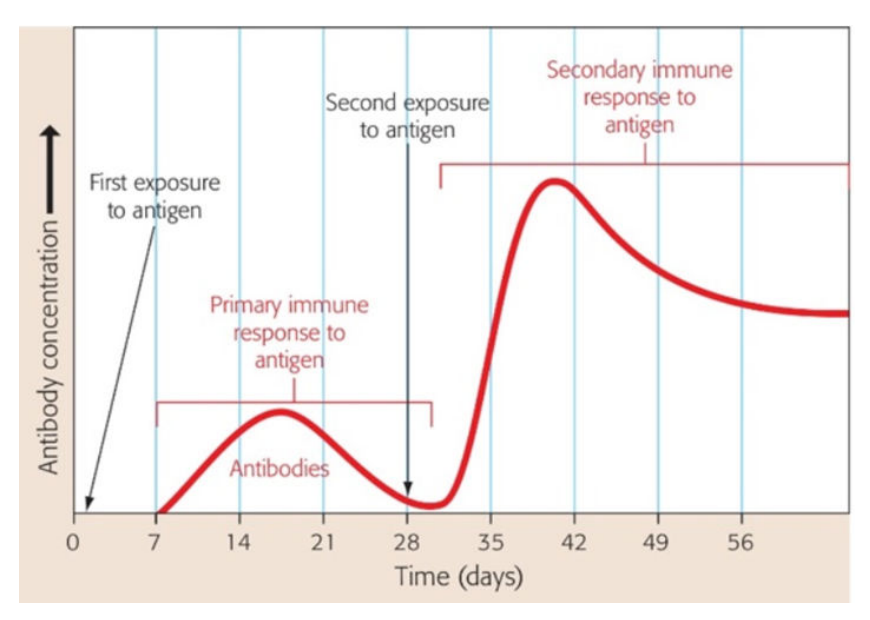 Secondary immune
response to
antigen
Second exposure
to antigen
First exposure
to antigen
Primary immune
response to
antigen
Antibodies
Antibody concentration
0 7 14 21 28 35 42 49 56
Time (days)